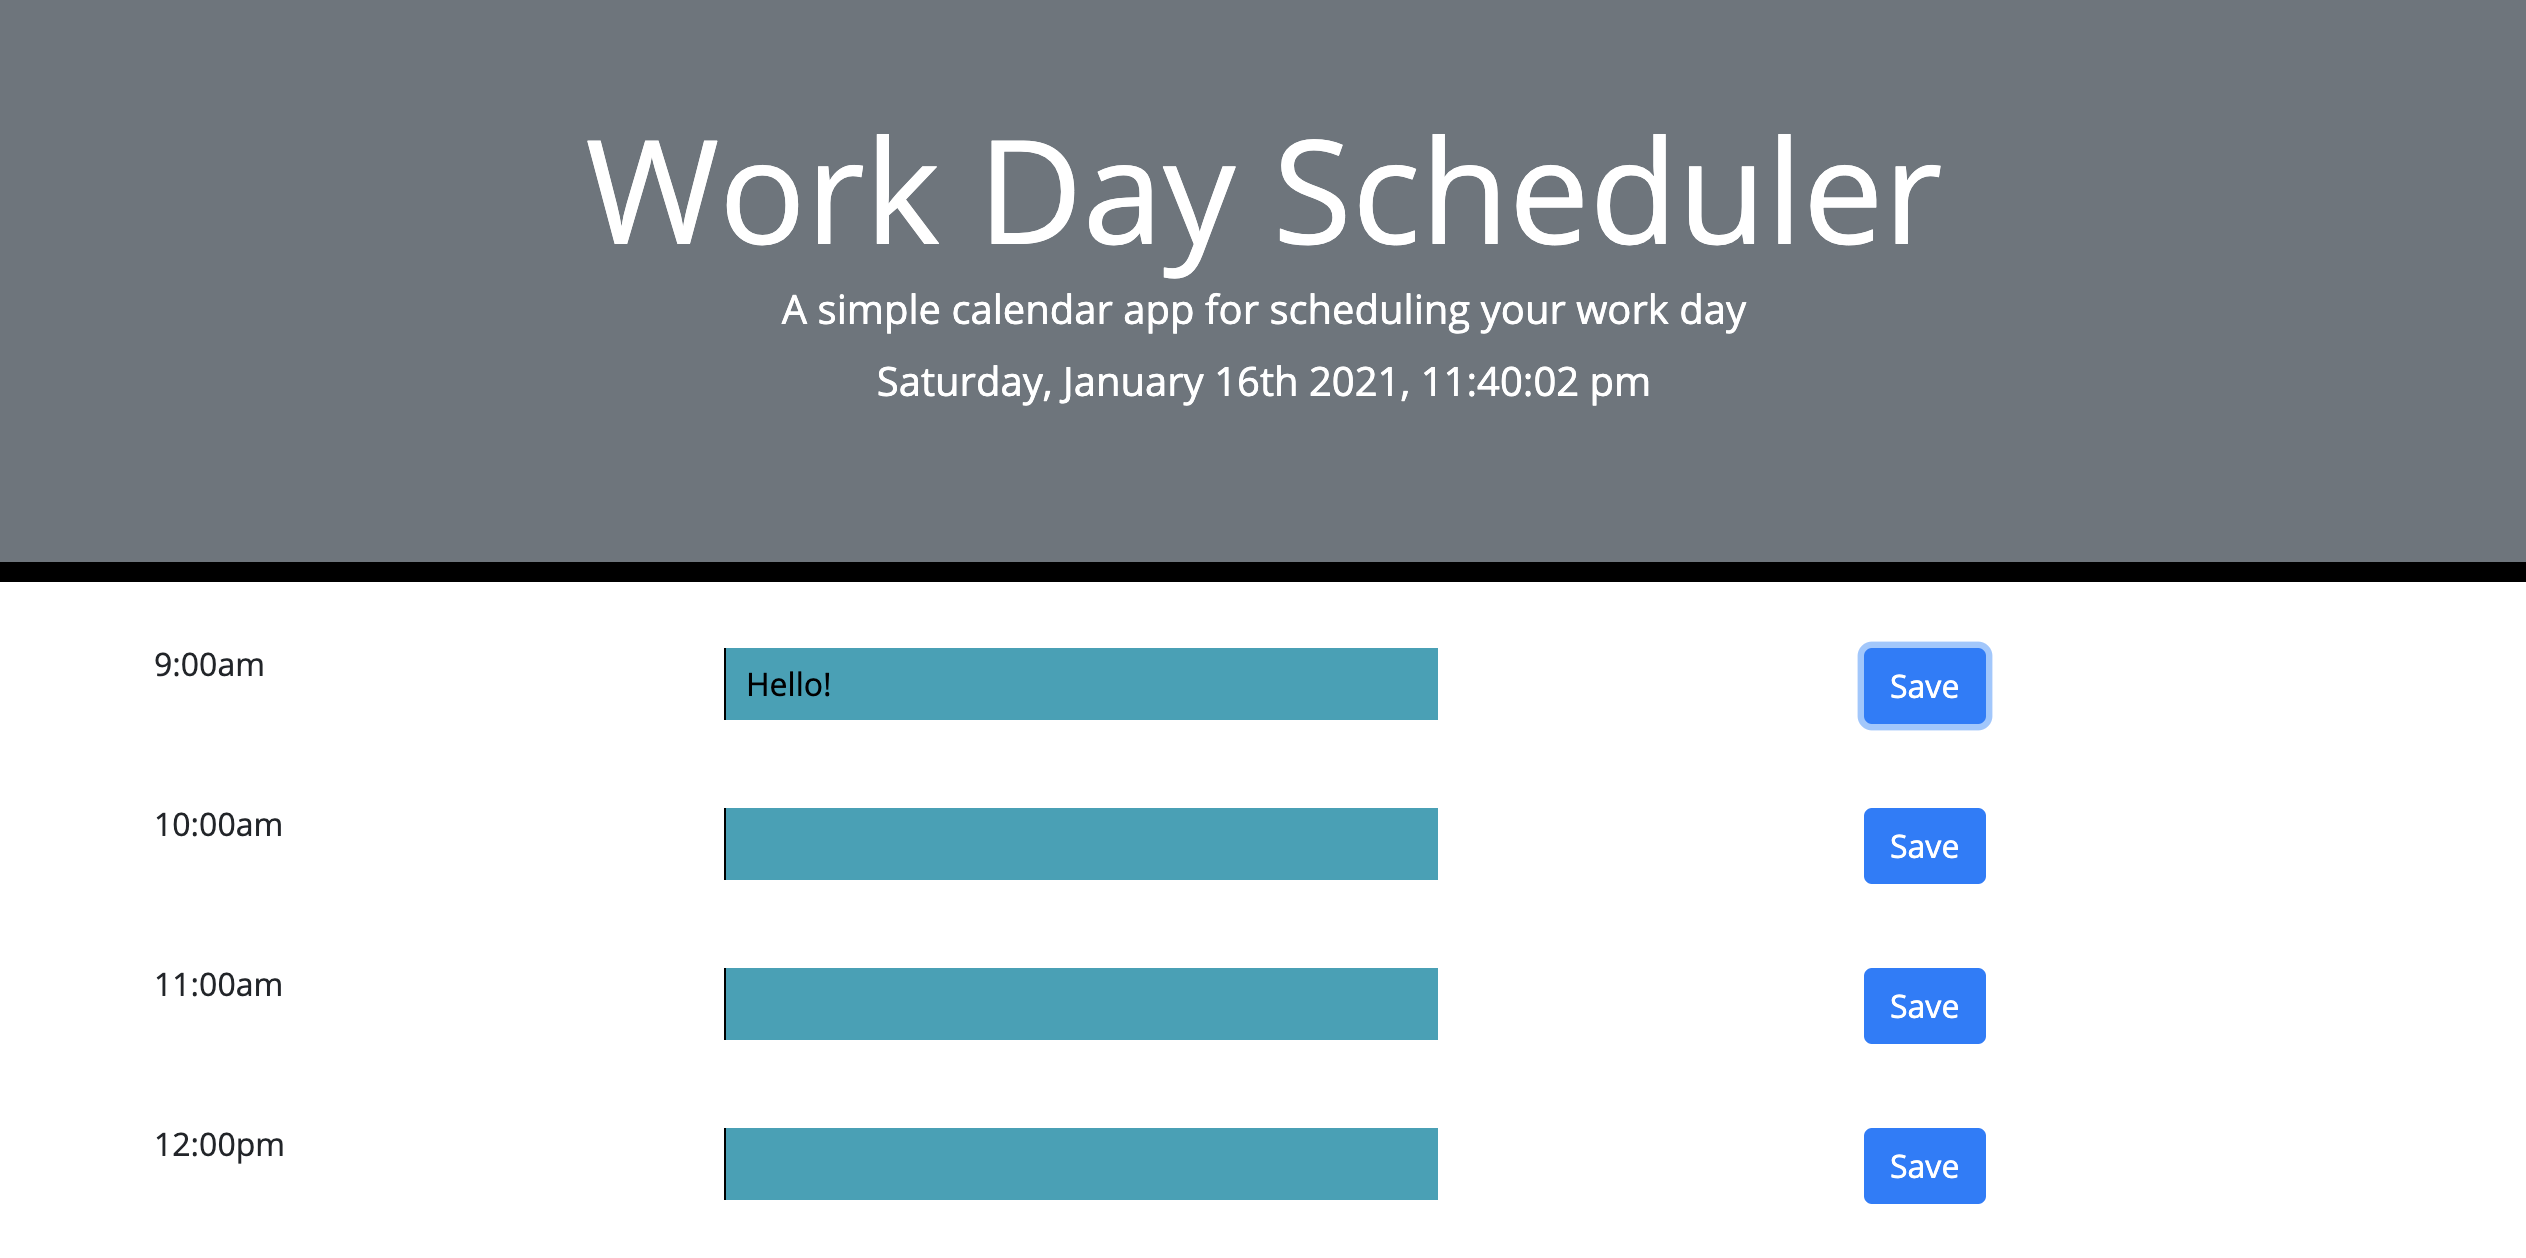 Work Day Scheduler
A simple calendar app for scheduling your work day
Saturday, January 16th 2021, 11:40:02 pm
9:00am Hello! Save
10:00am Save
11:00am Save
12:00pm Save